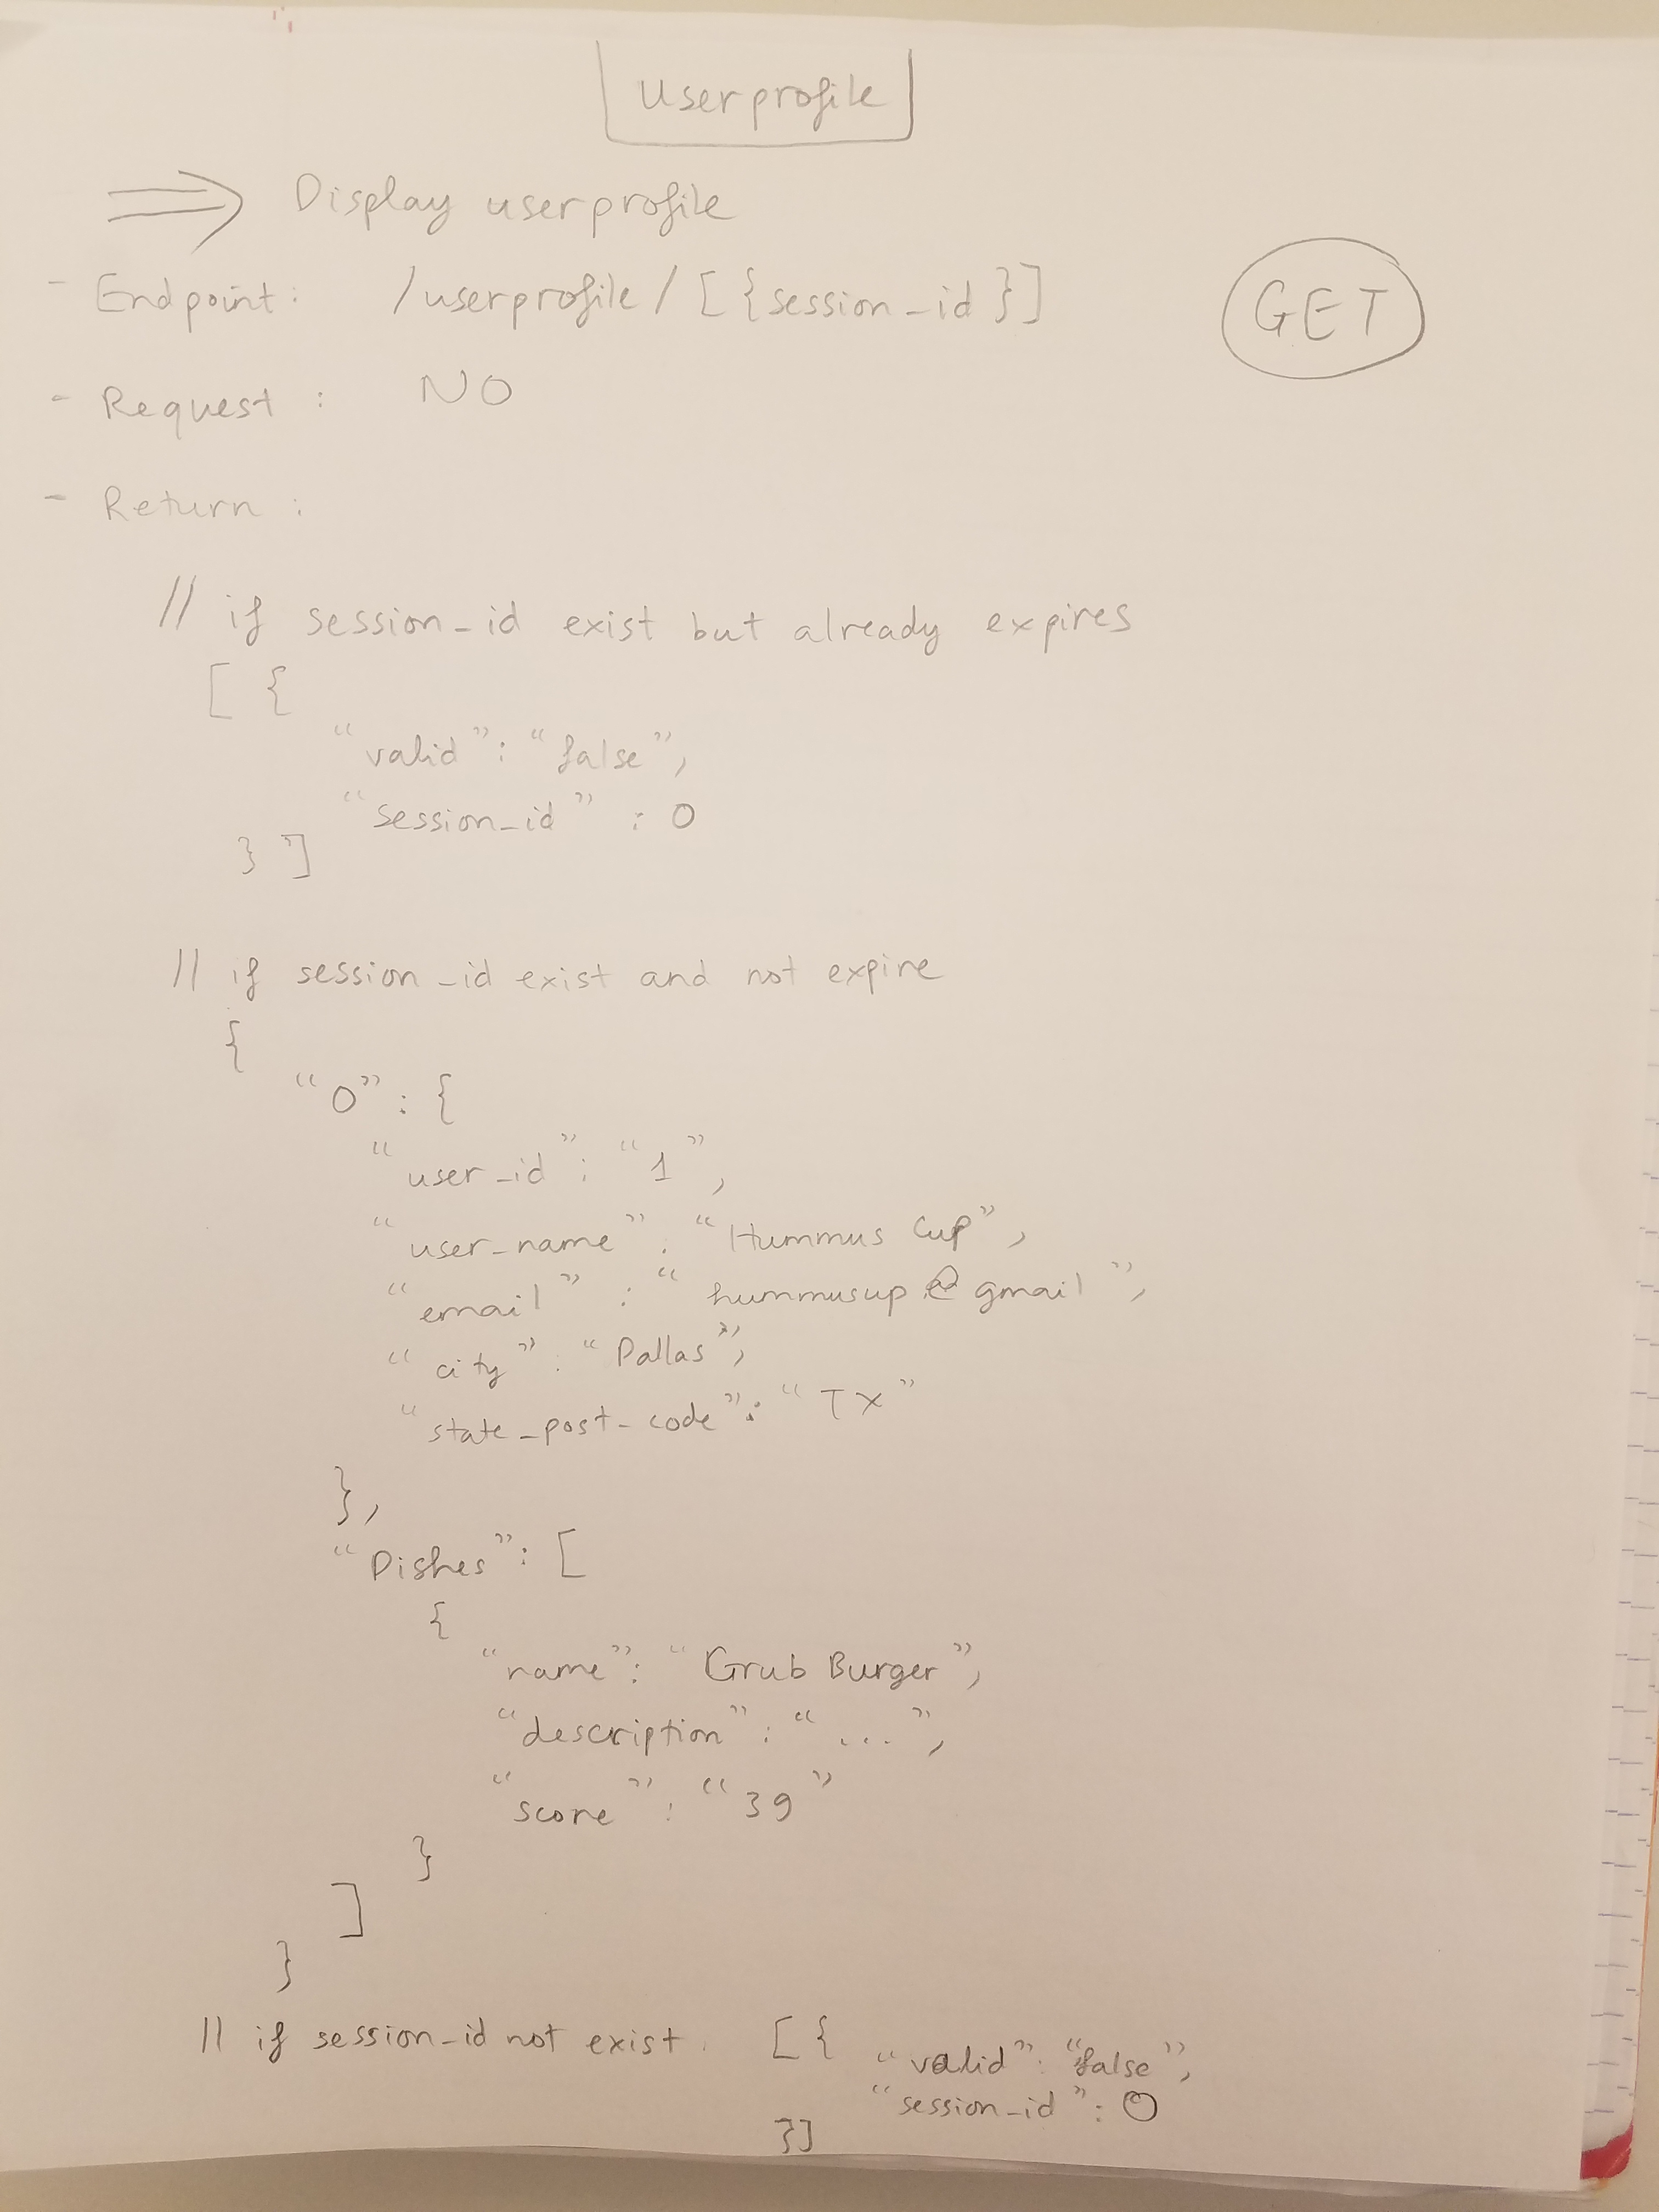 Userprofile
⇒ Display userprofile
- Endpoint: /userprofile/[{session_id}]
GET
- Request: NO
- Return:
// if session_id exist but already expires
[{
"valid": "false",
"session_id": 0
}]
// if session_id exist and not expire
{
"0": {
"user_id": "1",
"user_name": "Hummus Cup",
"email": "hummusup@gmail",
"city": "Dallas",
"state_post_code": "TX"
},
"Dishes": [
{
"name": "Grub Burger",
"description": "...",
"score": "39"
}
]
}
// if session_id not exist. [{ "valid": "false",
"session_id": 0
}]